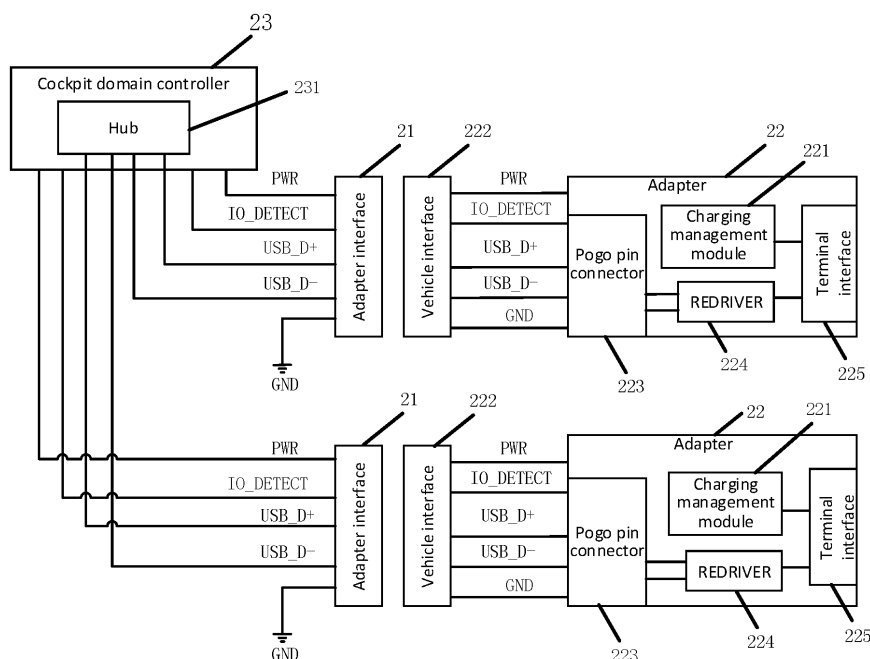 23
Cockpit domain controller
231
Hub
21
222
22
221
PWR
PWR
Adapter
IO_DETECT
IO_DETECT
Charging
management
module
USB_D+
USB_D+
Adapter interface
Vehicle interface
Pogo pin
connector
Terminal
interface
USB_D-
USB_D-
REDRIVER
GND
GND
223
224
225
21
222
22
221
PWR
PWR
Adapter
IO_DETECT
IO_DETECT
Charging
management
module
USB_D+
USB_D+
Adapter interface
Vehicle interface
Pogo pin
connector
Terminal
interface
USB_D-
USB_D-
REDRIVER
GND
GND
223
224
225